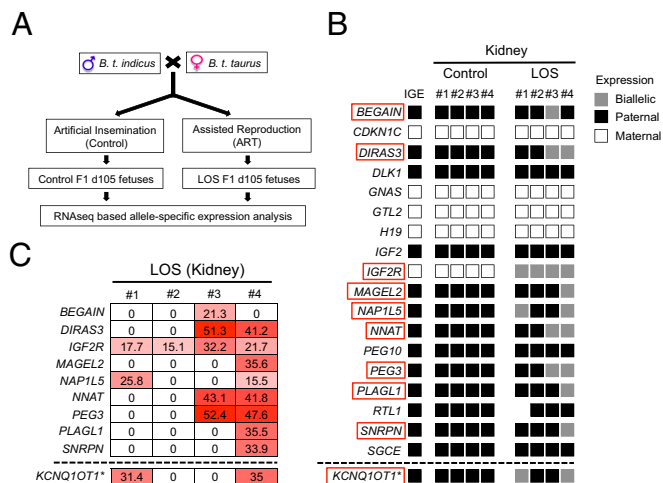 A
♂ B. t. indicus ✖ ♀ B. t. taurus
Artificial Insemination
(Control)
Assisted Reproduction
(ART)
Control F1 d105 fetuses
LOS F1 d105 fetuses
RNAseq based allele-specific expression analysis
B
Kidney
Control LOS
IGE #1 #2 #3 #4 #1 #2 #3 #4
BEGAIN
CDKN1C
DIRAS3
DLK1
GNAS
GTL2
H19
IGF2
IGF2R
MAGEL2
NAP1L5
NNAT
PEG10
PEG3
PLAGL1
RTL1
SNRPN
SGCE
KCNQ1OT1*
Expression
Biallelic
Paternal
Maternal
C
LOS (Kidney)
#1 #2 #3 #4
BEGAIN 0 0 21.3 0
DIRAS3 0 0 51.3 41.2
IGF2R 17.7 15.1 32.2 21.7
MAGEL2 0 0 0 35.6
NAP1L5 25.8 0 0 15.5
NNAT 0 0 43.1 41.8
PEG3 0 0 52.4 47.6
PLAGL1 0 0 0 35.5
SNRPN 0 0 0 33.9
KCNQ1OT1* 31.4 0 0 35